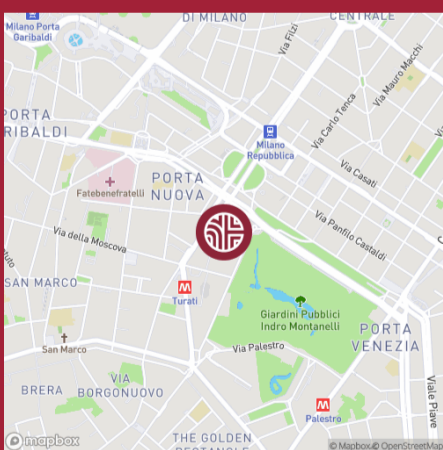 DI MILANO
CENTRALE
Milano Porta
Garibaldi
Via Filzi
Via Mauro Macchi
Via Carlo Tenca
PORTA
RIBALDI
Milano
Repubblica
Via Casati
PORTA
NUOVA
Fatebenefratelli
Via Panfilo Castaldi
Via della Moscova
SAN MARCO
Turati
Giardini Pubblici
Indro Montanelli
PORTA
VENEZIA
San Marco
Via Palestro
BRERA
VIA
BORGONUOVO
Viale Piave
Palestro
THE GOLDEN
mapbox
© Mapbox © OpenStreetMap